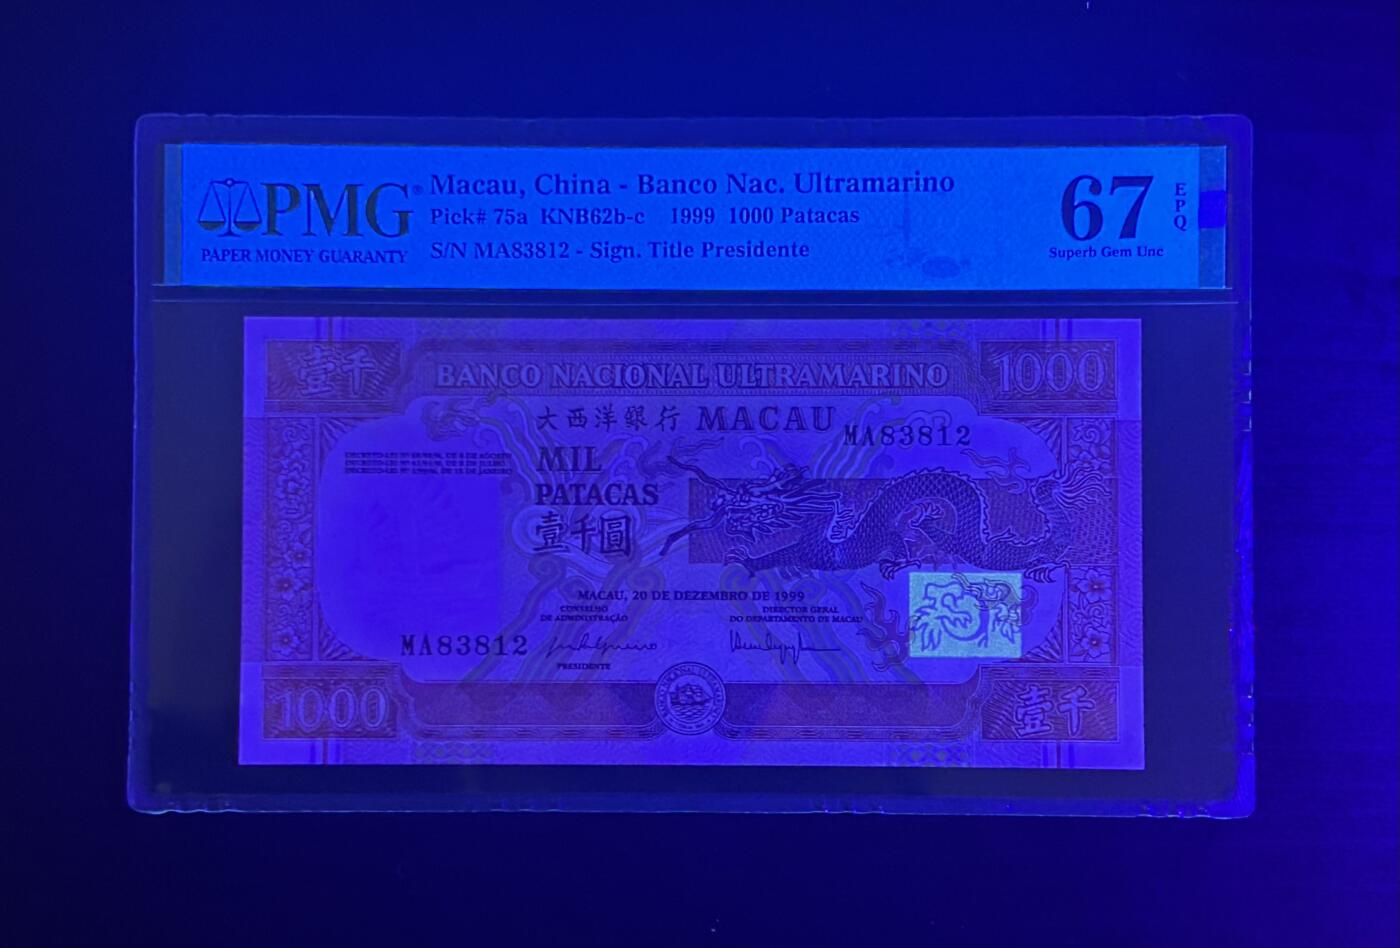 PMG®
PAPER MONEY GUARANTY
Macau, China - Banco Nac. Ultramarino
Pick# 75a KNB62b-c 1999 1000 Patacas
S/N MA83812 - Sign. Title Presidente
67
EPQ
Superb Gem Unc
壹千
BANCO NACIONAL ULTRAMARINO
1000
大西洋銀行 MACAU
MA83812
MIL
PATACAS
壹千圓
MACAU, 20 DE DEZEMBRO DE 1999
CONSELHO
DE ADMINISTRAÇÃO
DIRECTOR GERAL
DO DEPARTAMENTO DE MACAU
MA83812
PRESIDENTE
1000
壹千